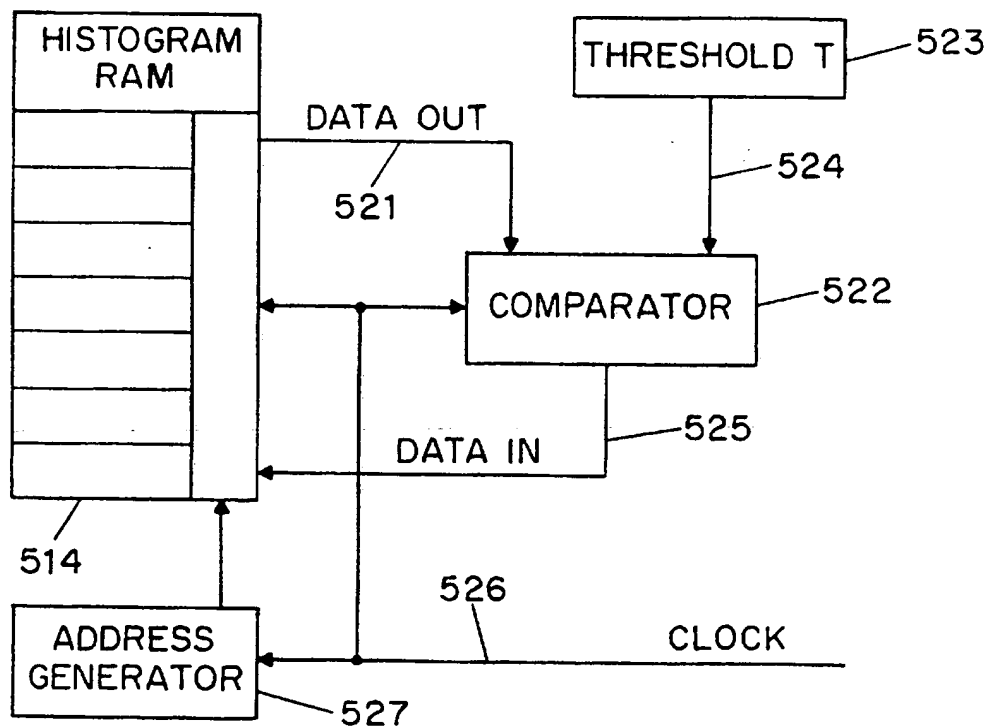 HISTOGRAM
RAM
THRESHOLD T
523
DATA OUT
521
524
COMPARATOR
522
DATA IN
525
514
526
CLOCK
ADDRESS
GENERATOR
527